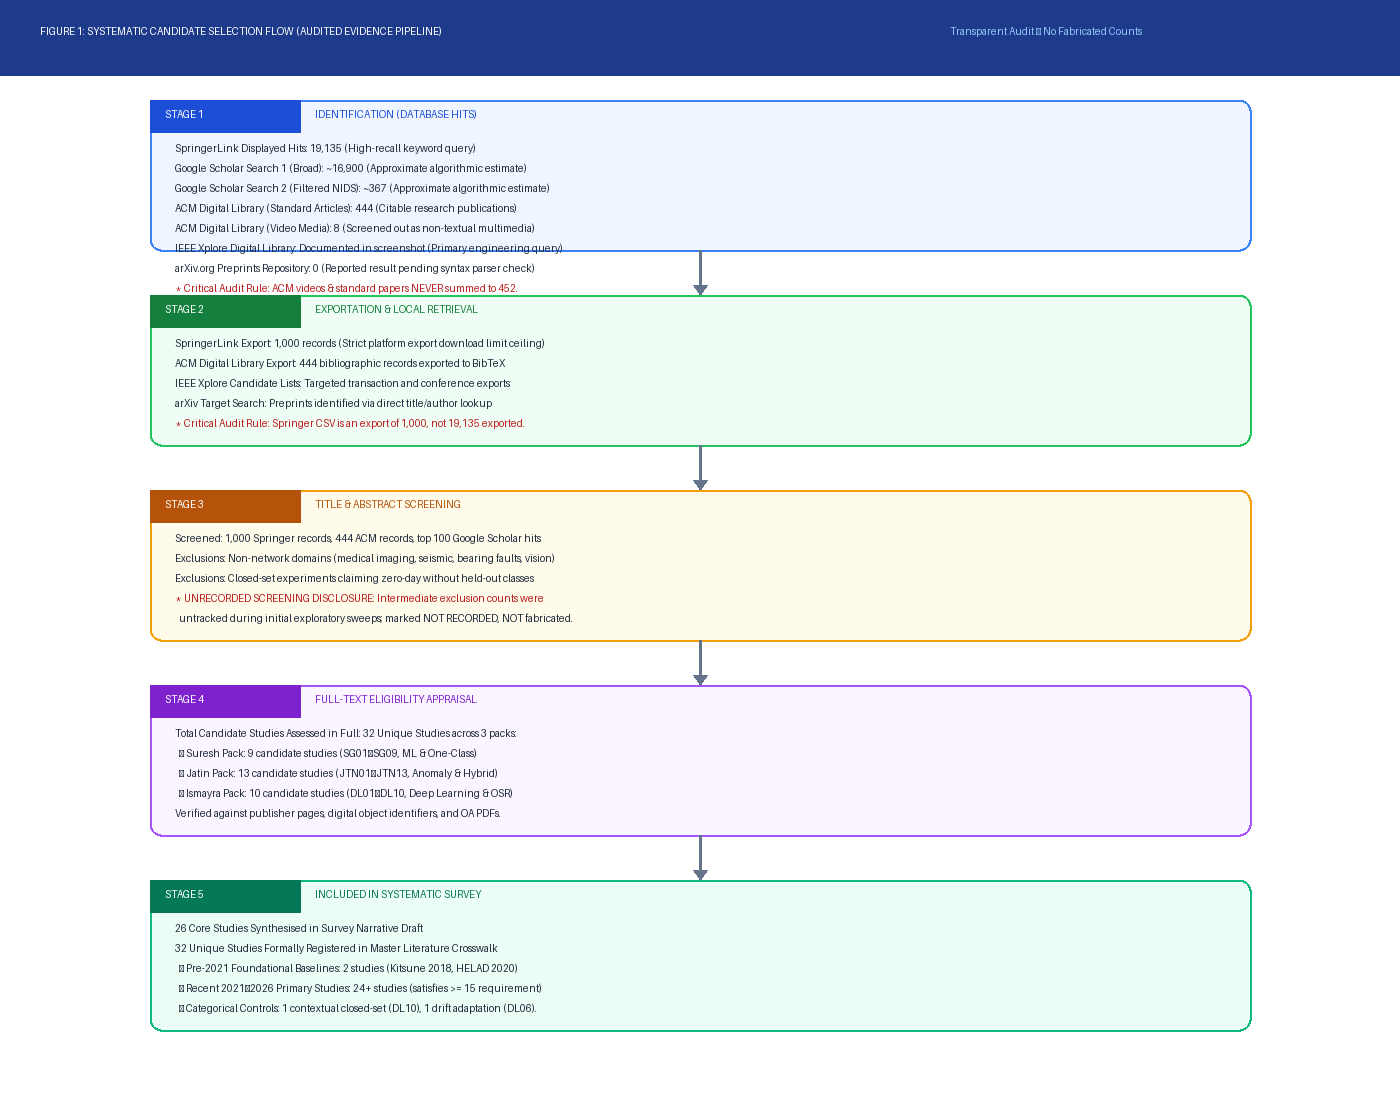 FIGURE 1: SYSTEMATIC CANDIDATE SELECTION FLOW (AUDITED EVIDENCE PIPELINE)
Transparent Audit ▯ No Fabricated Counts
STAGE 1
IDENTIFICATION (DATABASE HITS)
SpringerLink Displayed Hits: 19,135 (High-recall keyword query)
Google Scholar Search 1 (Broad): ~16,900 (Approximate algorithmic estimate)
Google Scholar Search 2 (Filtered NIDS): ~367 (Approximate algorithmic estimate)
ACM Digital Library (Standard Articles): 444 (Citable research publications)
ACM Digital Library (Video Media): 8 (Screened out as non-textual multimedia)
IEEE Xplore Digital Library: Documented in screenshot (Primary engineering query)
arXiv.org Preprints Repository: 0 (Reported result pending syntax parser check)
* Critical Audit Rule: ACM videos & standard papers NEVER summed to 452.
STAGE 2
EXPORTATION & LOCAL RETRIEVAL
SpringerLink Export: 1,000 records (Strict platform export download limit ceiling)
ACM Digital Library Export: 444 bibliographic records exported to BibTeX
IEEE Xplore Candidate Lists: Targeted transaction and conference exports
arXiv Target Search: Preprints identified via direct title/author lookup
* Critical Audit Rule: Springer CSV is an export of 1,000, not 19,135 exported.
STAGE 3
TITLE & ABSTRACT SCREENING
Screened: 1,000 Springer records, 444 ACM records, top 100 Google Scholar hits
Exclusions: Non-network domains (medical imaging, seismic, bearing faults, vision)
Exclusions: Closed-set experiments claiming zero-day without held-out classes
* UNRECORDED SCREENING DISCLOSURE: Intermediate exclusion counts were
untracked during initial exploratory sweeps; marked NOT RECORDED, NOT fabricated.
STAGE 4
FULL-TEXT ELIGIBILITY APPRAISAL
Total Candidate Studies Assessed in Full: 32 Unique Studies across 3 packs:
▯ Suresh Pack: 9 candidate studies (SG01▯SG09, ML & One-Class)
▯ Jatin Pack: 13 candidate studies (JTN01▯JTN13, Anomaly & Hybrid)
▯ Ismayra Pack: 10 candidate studies (DL01▯DL10, Deep Learning & OSR)
Verified against publisher pages, digital object identifiers, and OA PDFs.
STAGE 5
INCLUDED IN SYSTEMATIC SURVEY
26 Core Studies Synthesised in Survey Narrative Draft
32 Unique Studies Formally Registered in Master Literature Crosswalk
▯ Pre-2021 Foundational Baselines: 2 studies (Kitsune 2018, HELAD 2020)
▯ Recent 2021▯2026 Primary Studies: 24+ studies (satisfies >= 15 requirement)
▯ Categorical Controls: 1 contextual closed-set (DL10), 1 drift adaptation (DL06).